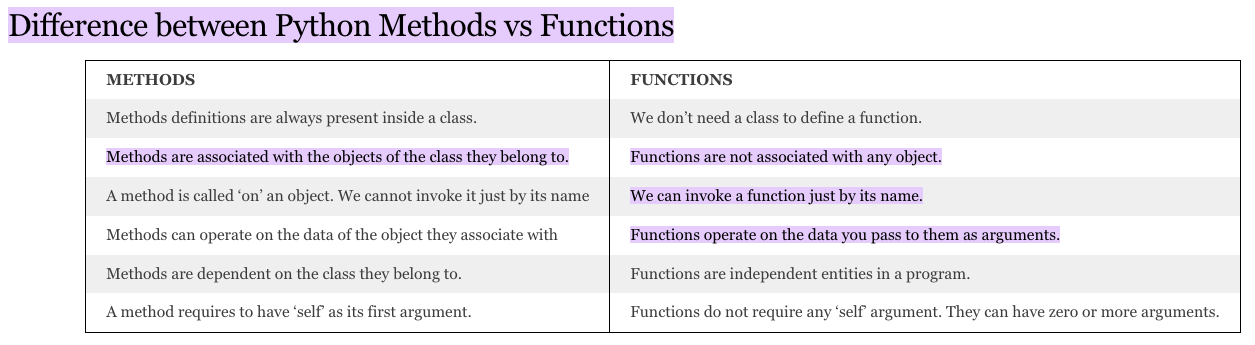 Difference between Python Methods vs Functions
METHODS
FUNCTIONS
Methods definitions are always present inside a class.
We don’t need a class to define a function.
Methods are associated with the objects of the class they belong to.
Functions are not associated with any object.
A method is called ‘on’ an object. We cannot invoke it just by its name
We can invoke a function just by its name.
Methods can operate on the data of the object they associate with
Functions operate on the data you pass to them as arguments.
Methods are dependent on the class they belong to.
Functions are independent entities in a program.
A method requires to have ‘self’ as its first argument.
Functions do not require any ‘self’ argument. They can have zero or more arguments.